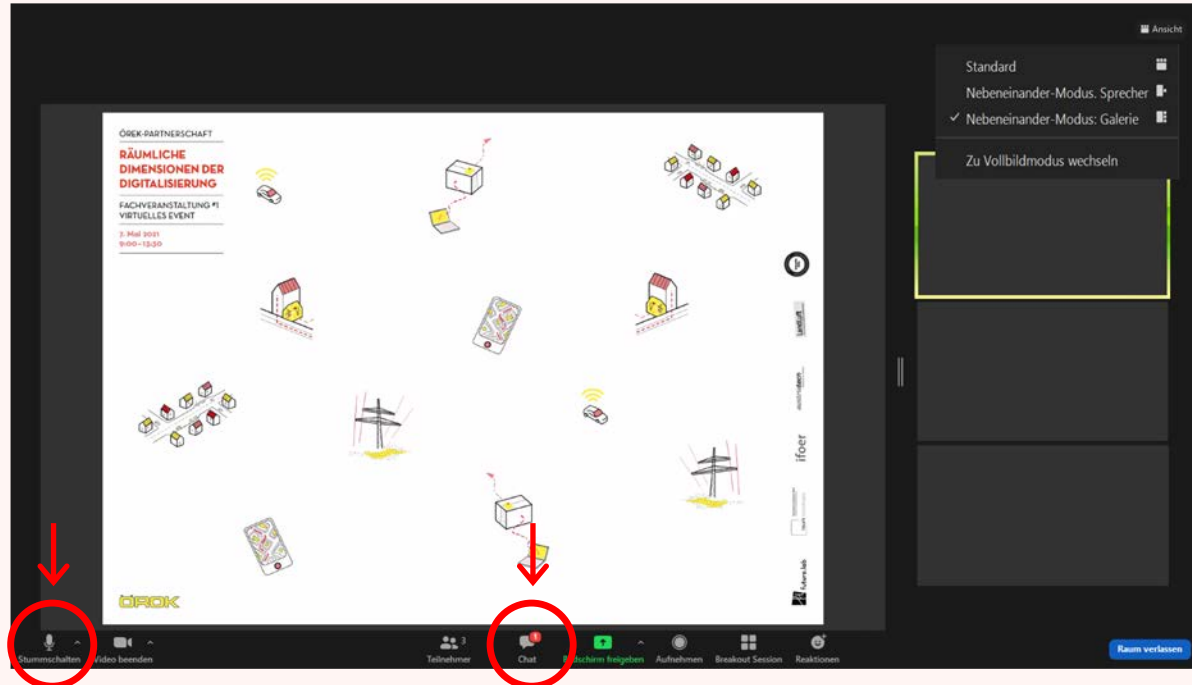 Ansicht
Standard
Nebeneinander-Modus. Sprecher
Nebeneinander-Modus: Galerie
Zu Vollbildmodus wechseln
ÖREK-PARTNERSCHAFT
RÄUMLICHE
DIMENSIONEN DER
DIGITALISIERUNG
FACHVERANSTALTUNG #1
VIRTUELLES EVENT
7. Mai 2021
9:00–13:30
LandLuft
ifoer
future.lab
ÖROK
Stummschalten
Video beenden
3
Teilnehmer
1
Chat
Bildschirm freigeben
Aufnehmen
Breakout Session
Reaktionen
Raum verlassen